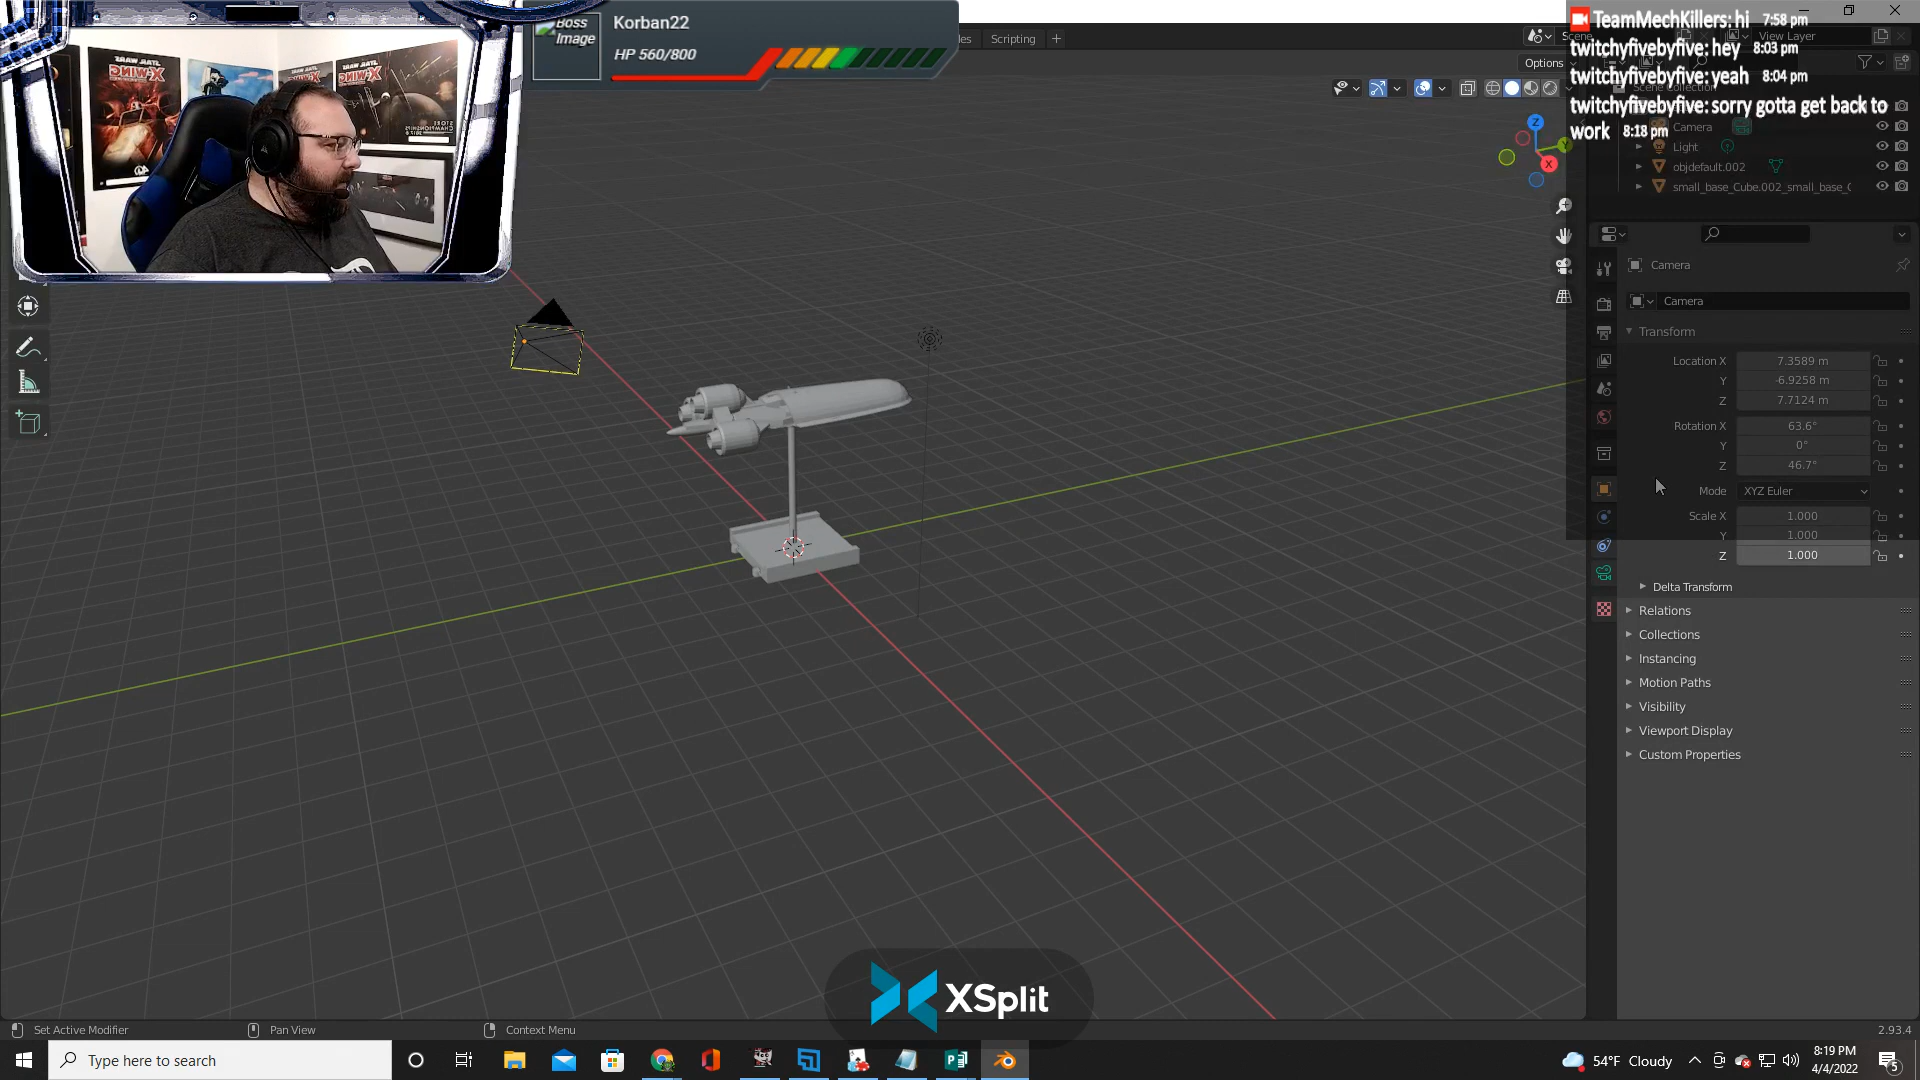 Boss
Image
Korban22
HP 560/800
Scripting
+
Scene
View Layer
TeamMechKillers: hi 7:58 pm
twitchyfivebyfive: hey 8:03 pm
twitchyfivebyfive: yeah 8:04 pm
twitchyfivebyfive: sorry gotta get back to
work 8:18 pm
Options
Camera
Light
objdefault.002
small_base_Cube.002_small_base_C
Z
Y
X
Camera
Camera
Transform
Location X 7.3589 m
Y -6.9258 m
Z 7.7124 m
Rotation X 63.6°
Y 0°
Z 46.7°
Mode XYZ Euler
Scale X 1.000
Y 1.000
Z 1.000
Delta Transform
Relations
Collections
Instancing
Motion Paths
Visibility
Viewport Display
Custom Properties
XSplit
Set Active Modifier
Pan View
Context Menu
2.93.4
Type here to search
54°F Cloudy
8:19 PM
4/4/2022
5